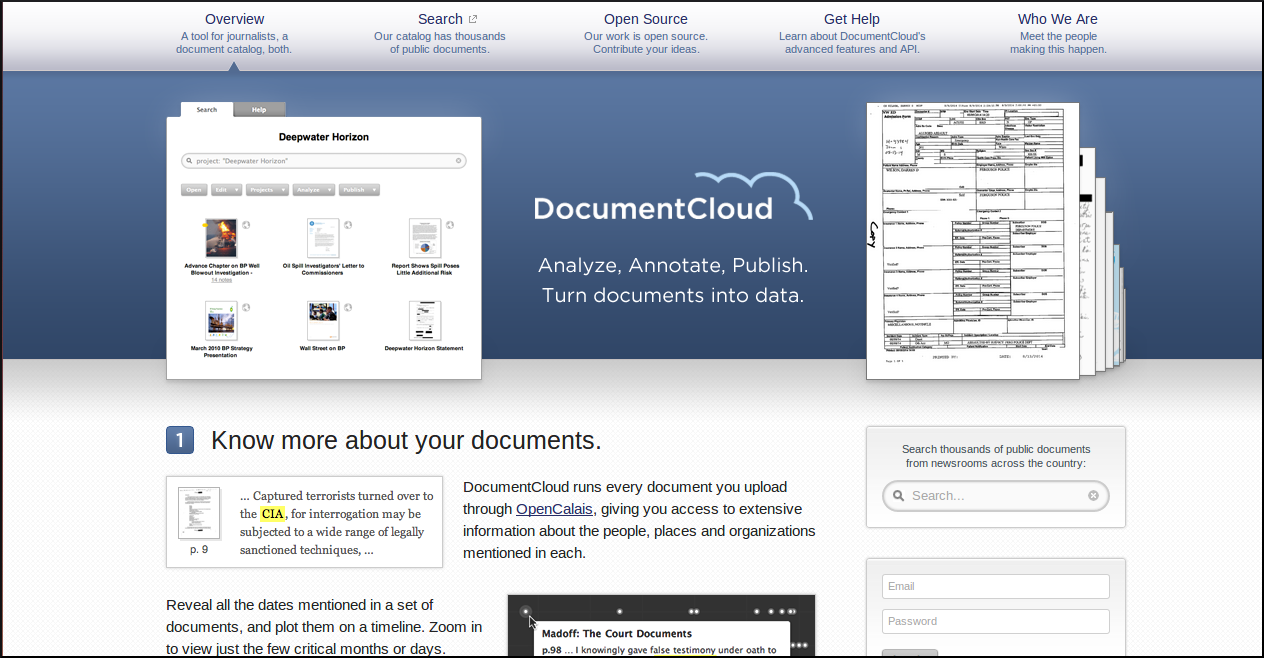 Overview
A tool for journalists, a
document catalog, both.
Search
Our catalog has thousands
of public documents.
Open Source
Our work is open source.
Contribute your ideas.
Get Help
Learn about DocumentCloud's
advanced features and API.
Who We Are
Meet the people
making this happen.
Search
Help
Deepwater Horizon
project: "Deepwater Horizon"
Open
Edit
Projects
Analyze
Publish
Advance Chapter on BP Well
Blowout Investigation -
14 notes
Oil Spill Investigators' Letter to
Commissioners
Report Shows Spill Poses
Little Additional Risk
March 2010 BP Strategy
Presentation
Wall Street on BP
Deepwater Horizon Statement
DocumentCloud
Analyze, Annotate, Publish.
Turn documents into data.
Copy
1
Know more about your documents.
... Captured terrorists turned over to
the CIA, for interrogation may be
subjected to a wide range of legally
sanctioned techniques, ...
p. 9
DocumentCloud runs every document you upload
through OpenCalais, giving you access to extensive
information about the people, places and organizations
mentioned in each.
Reveal all the dates mentioned in a set of
documents, and plot them on a timeline. Zoom in
to view just the few critical months or days.
Madoff: The Court Documents
p.98 ... I knowingly gave false testimony under oath to
Search thousands of public documents
from newsrooms across the country:
Search...
Email
Password